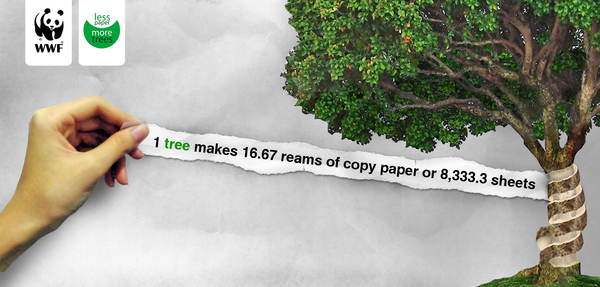 WWF
less
paper
more
trees
1 tree makes 16.67 reams of copy paper or 8,333.3 sheets